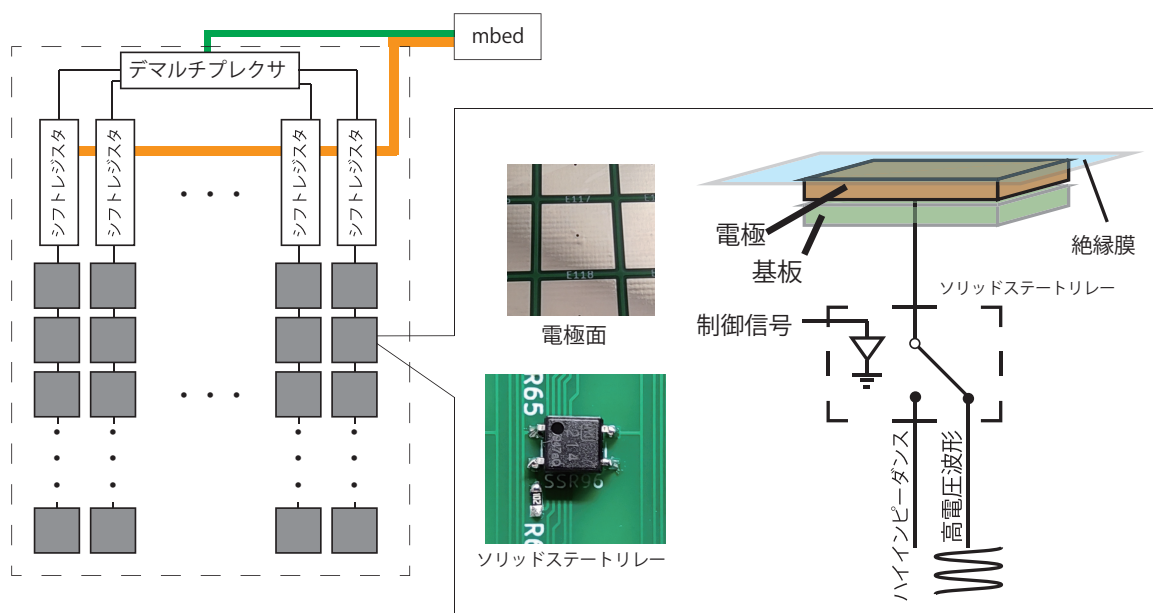 mbed
デマルチプレクサ
シフトレジスタ
シフトレジスタ
シフトレジスタ
シフトレジスタ
E117
E118
電極面
R65
214
SSR96
102
R6
ソリッドステートリレー
電極
基板
絶縁膜
ソリッドステートリレー
制御信号
ハイインピーダンス
高電圧波形